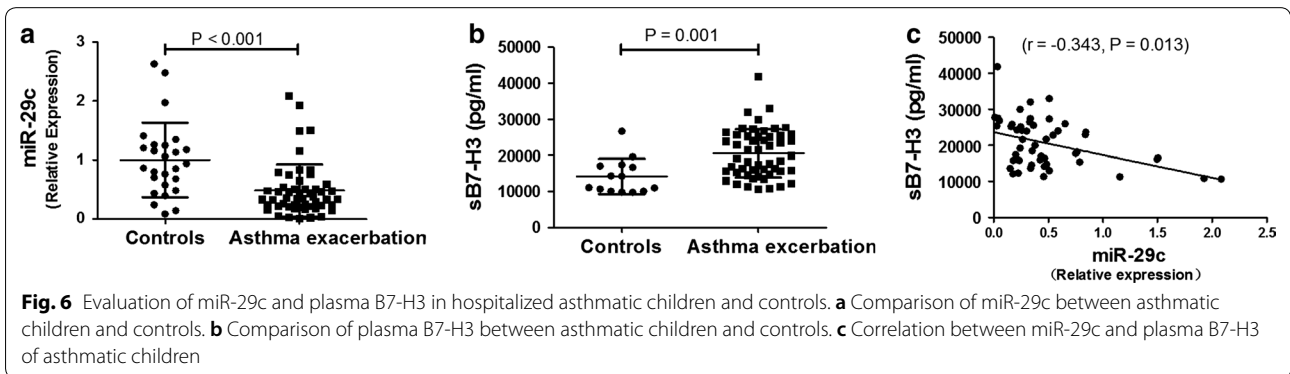 a
P < 0.001
miR-29c
(Relative Expression)
3
2
1
0
Controls
Asthma exacerbation
b
P = 0.001
sB7-H3 (pg/ml)
50000
40000
30000
20000
10000
0
Controls
Asthma excerbation
c
(r = -0.343, P = 0.013)
sB7-H3 (pg/ml)
50000
40000
30000
20000
10000
0
0.0
0.5
1.0
1.5
2.0
2.5
miR-29c
(Relative expression)
Fig. 6 Evaluation of miR-29c and plasma B7-H3 in hospitalized asthmatic children and controls. a Comparison of miR-29c between asthmatic
children and controls. b Comparison of plasma B7-H3 between asthmatic children and controls. c Correlation between miR-29c and plasma B7-H3
of asthmatic children